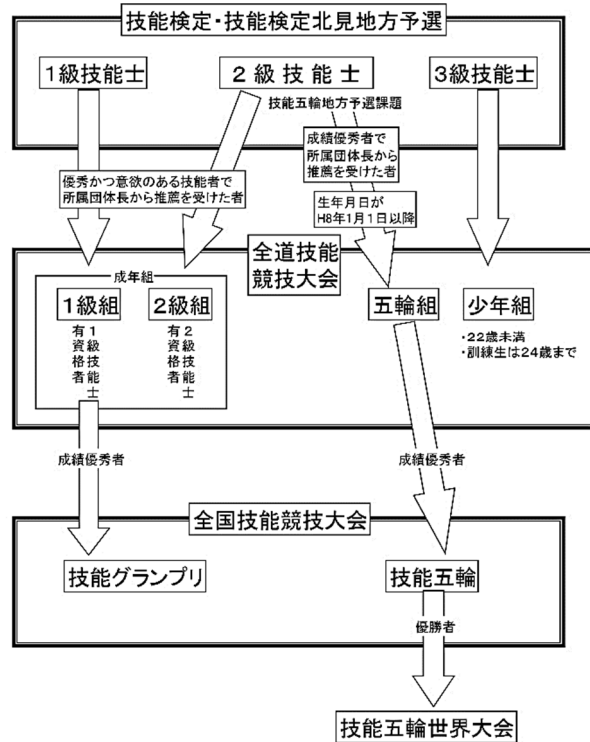 技能検定・技能検定北見地方予選
1級技能士
2級技能士
3級技能士
技能五輪地方予選課題
成績優秀者で
所属団体長から
推薦を受けた者
優秀かつ意欲のある技能者で
所属団体長から推薦を受けた者
生年月日が
H8年1月1日以降
全道技能
競技大会
成年組
1級組
2級組
五輪組
少年組
1級技能士
有資格者
2級技能士
有資格者
・22歳未満
・訓練生は24歳まで
成績優秀者
成績優秀者
全国技能競技大会
技能グランプリ
技能五輪
優勝者
技能五輪世界大会